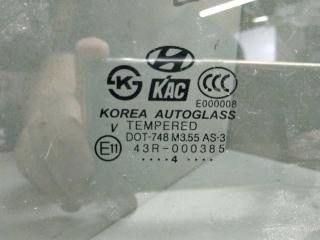 KAC
E000008
KOREA AUTOGLASS
V TEMPERED
DOT-748 M3.55 AS-3
E11 43R-000385
....4...